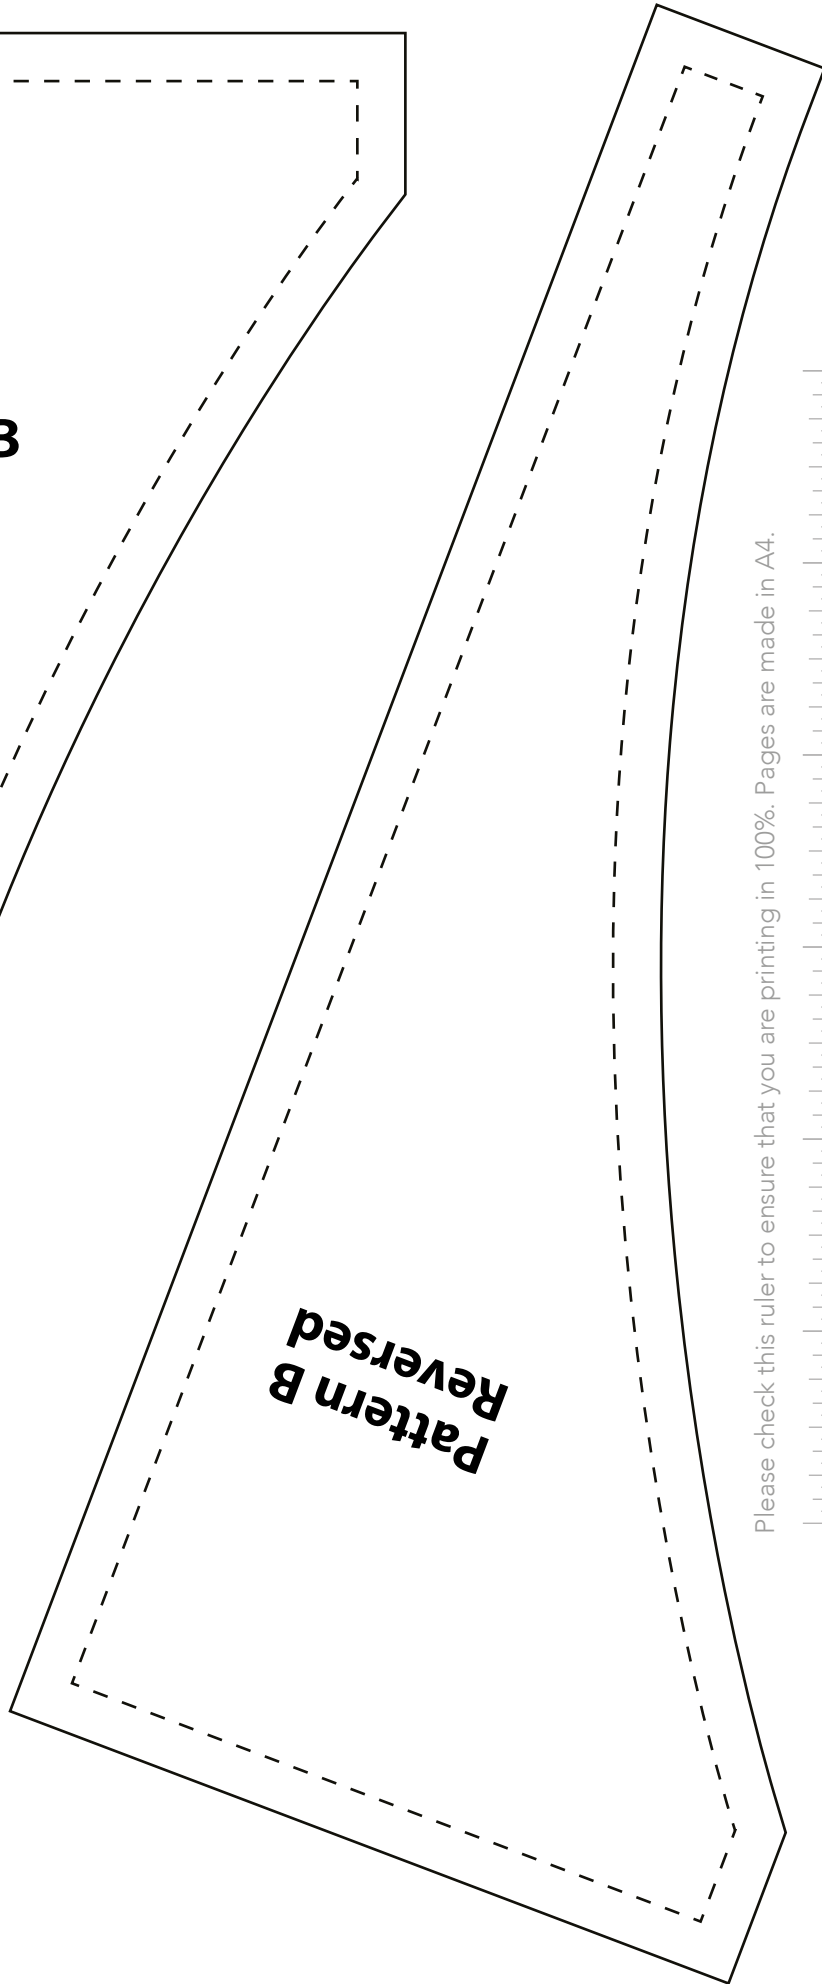 B
Pattern B
Reversed
Please check this ruler to ensure that you are printing in 100%. Pages are made in A4.